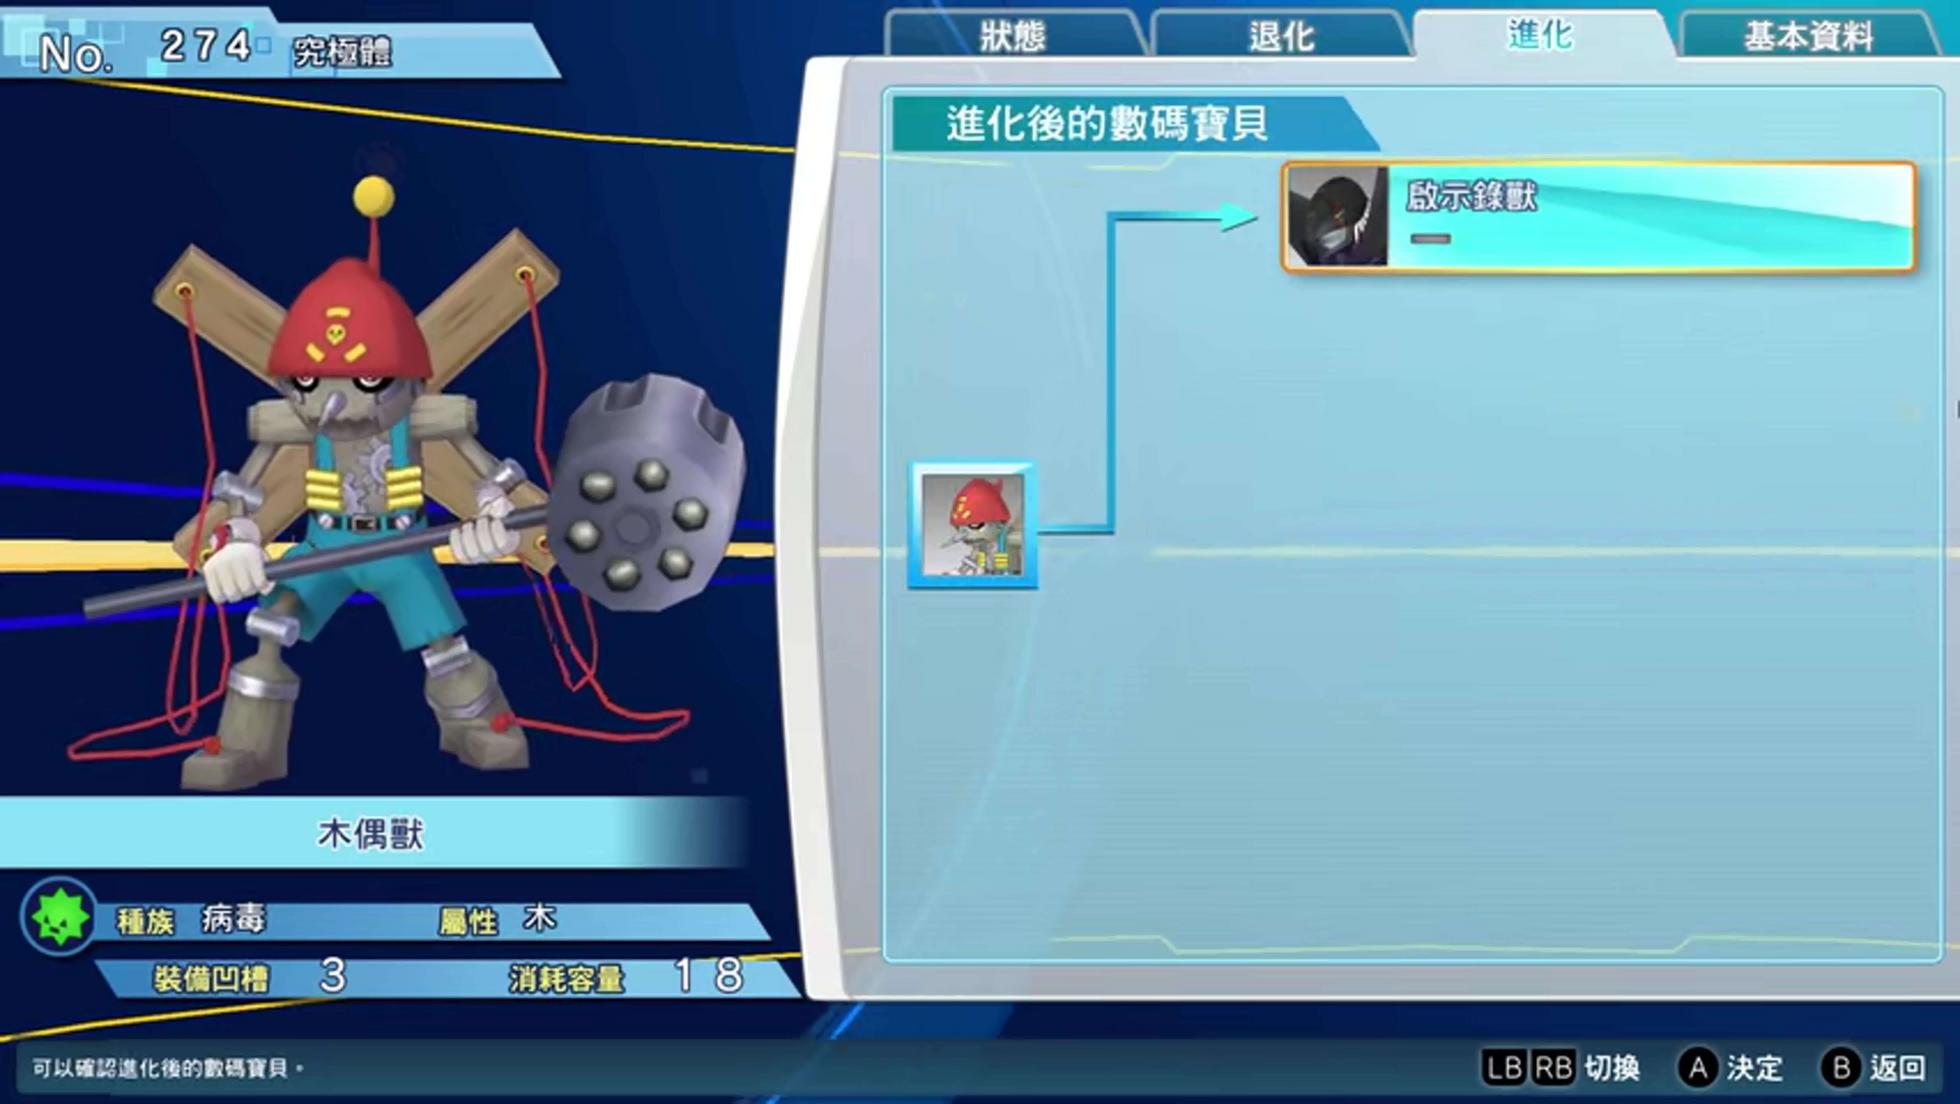 No. 274 究極體
狀態 退化 進化 基本資料
進化後的數碼寶貝
啟示錄獸
木偶獸
種族 病毒 屬性 木
裝備凹槽 3 消耗容量 18
可以確認進化後的數碼寶貝。
LB RB 切換 A 決定 B 返回